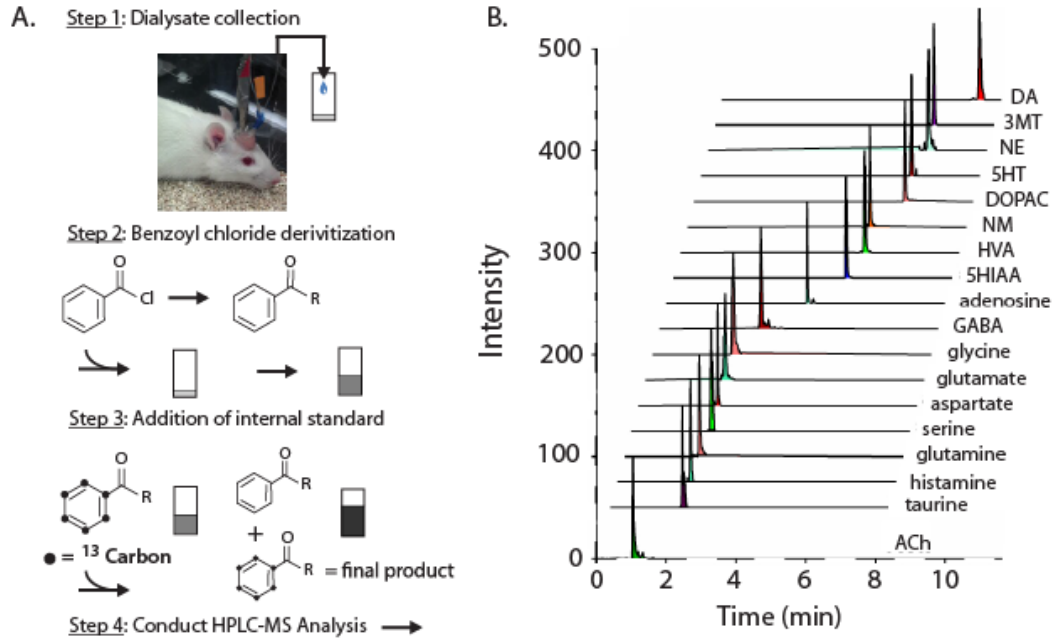 A.
Step 1: Dialysate collection
Step 2: Benzoyl chloride derivitization
O
Cl
O
R
Step 3: Addition of internal standard
O
R
O
R
+
● = ¹³ Carbon
O
R = final product
Step 4: Conduct HPLC-MS Analysis
B.
Intensity
500
400
300
200
100
0
DA
3MT
NE
5HT
DOPAC
NM
HVA
5HIAA
adenosine
GABA
glycine
glutamate
aspartate
serine
glutamine
histamine
taurine
ACh
0 2 4 6 8 10
Time (min)